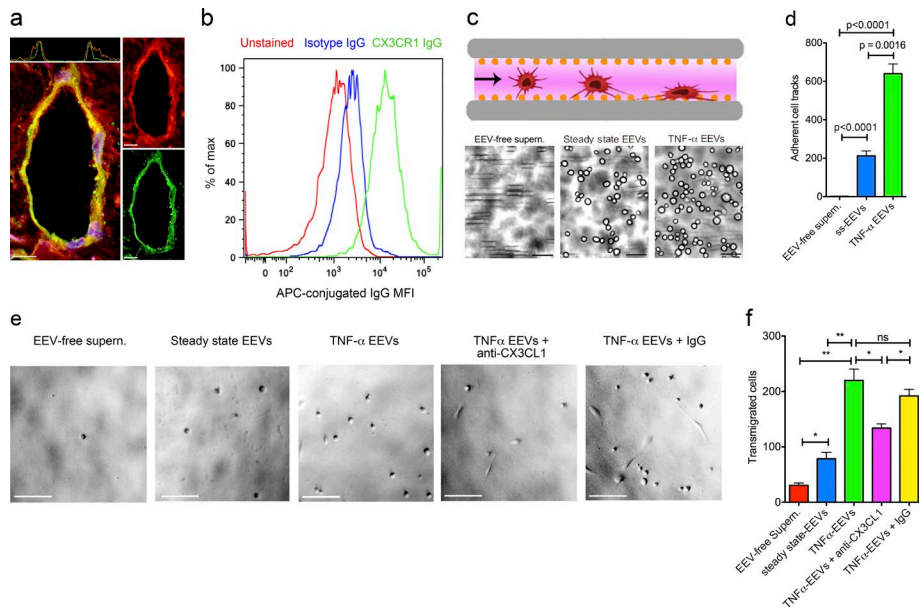 a
b
Unstained Isotype IgG CX3CR1 IgG
% of max
100
80
60
40
20
0
0 10² 10³ 10⁴ 10⁵
APC-conjugated IgG MFI
c
EEV-free supern. Steady state EEVs TNF-α EEVs
d
p<0.0001
p = 0.0016
p<0.0001
Adherent cell tracks
800
600
400
200
0
EEV-free supern.
ss-EEVs
TNF-α EEVs
e
EEV-free supern. Steady state EEVs TNF-α EEVs TNFα EEVs + anti-CX3CL1 TNF-α EEVs + IgG
f
** ns
** * *
*
Transmigrated cells
300
200
100
0
EEV-free Supern.
steady state-EEVs
TNFα-EEVs
TNFα-EEVs + anti-CX3CL1
TNFα-EEVs + IgG